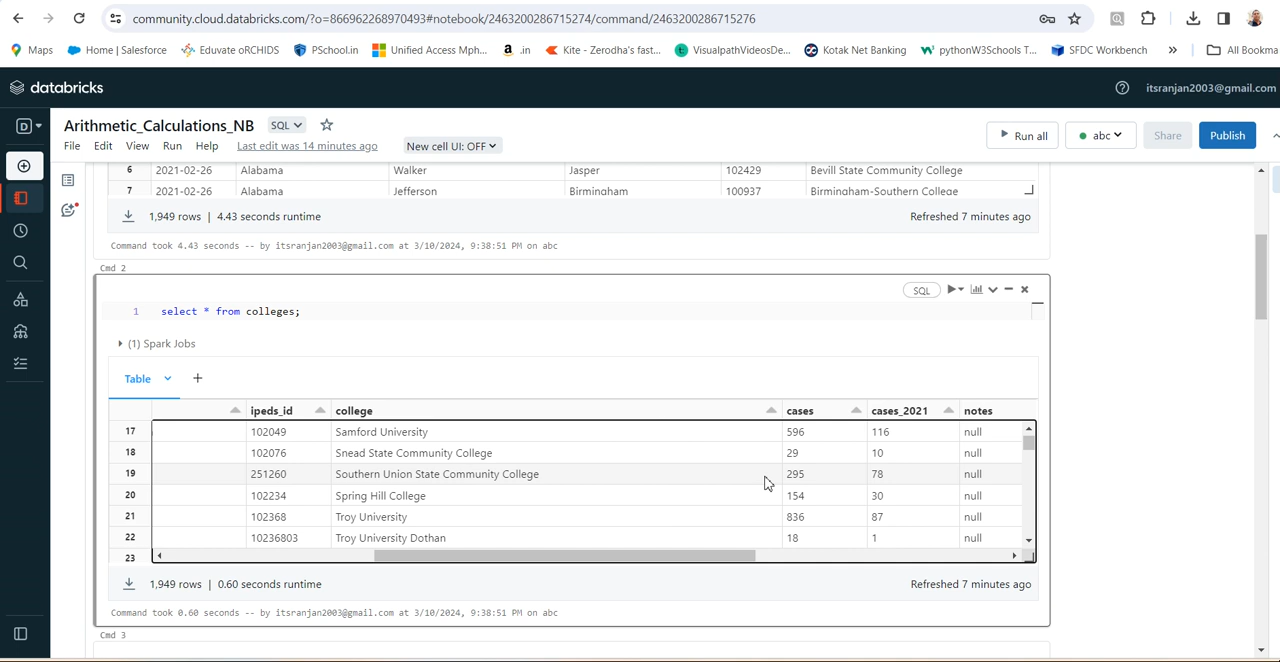 community.cloud.databricks.com/?o=866962268970493#notebook/2463200286715274/command/2463200286715276
Maps Home | Salesforce Evuate oRCHIDS PSchool.in Unified Access Mph... .in Kite - Zerodha's fast... VisualpathVideosDe... Kotak Net Banking pythonW3Schools T... SFDC Workbench » All Bookma
databricks
itsranjan2003@gmail.com
D
Arithmetic_Calculations_NB SQL
Run all abc Share Publish
File Edit View Run Help Last edit was 14 minutes ago New cell UI: OFF
6 2021-02-26 Alabama Walker Jasper 102429 Bevill State Community College
7 2021-02-26 Alabama Jefferson Birmingham 100937 Birmingham-Southern College
1,949 rows | 4.43 seconds runtime Refreshed 7 minutes ago
Command took 4.43 seconds -- by itsranjan2003@gmail.com at 3/10/2024, 9:38:51 PM on abc
Cmd 2
SQL
1 select * from colleges;
(1) Spark Jobs
Table +
ipeds_id college cases cases_2021 notes
17 102049 Samford University 596 116 null
18 102076 Snead State Community College 29 10 null
19 251260 Southern Union State Community College 295 78 null
20 102234 Spring Hill College 154 30 null
21 102368 Troy University 836 87 null
22 10236803 Troy University Dothan 18 1 null
23
1,949 rows | 0.60 seconds runtime Refreshed 7 minutes ago
Command took 0.60 seconds -- by itsranjan2003@gmail.com at 3/10/2024, 9:38:51 PM on abc
Cmd 3